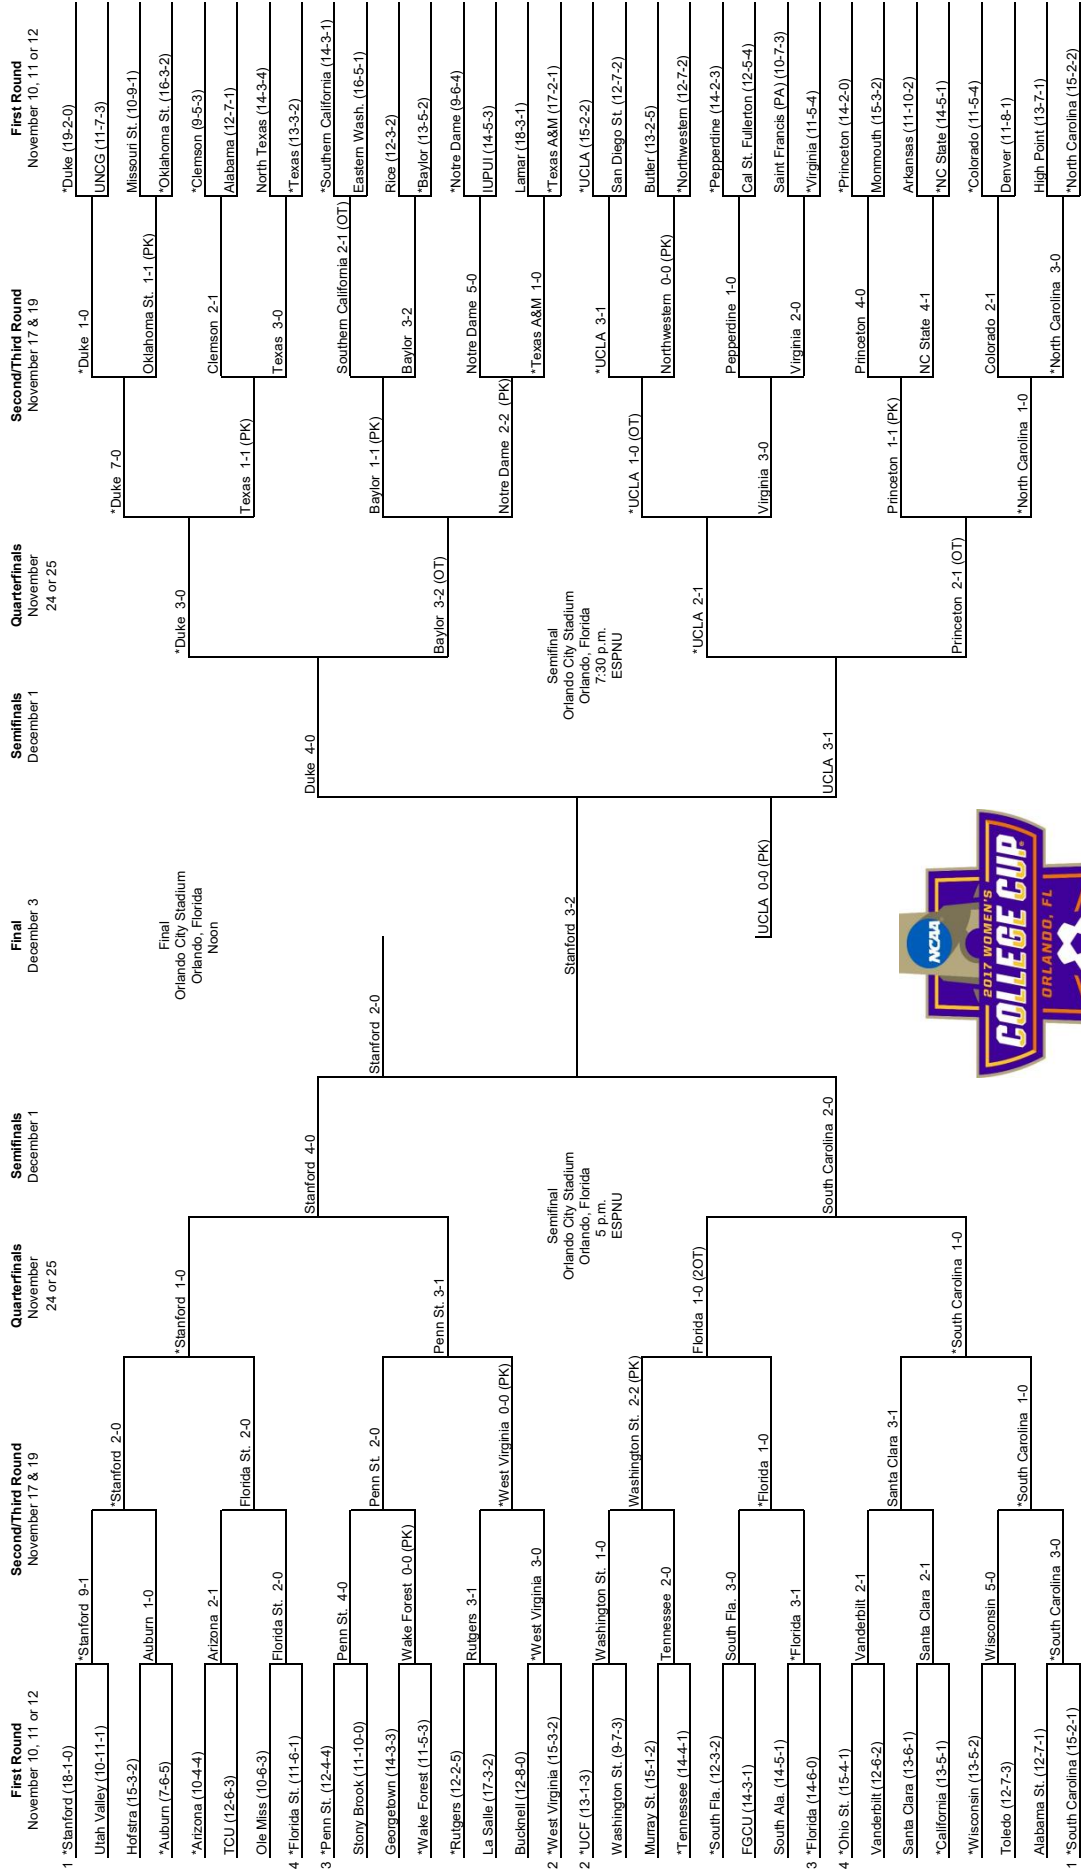 First Round
November 10, 11 or 12
Second/Third Round
November 17 & 19
Quarterfinals
November
24 or 25
Semifinals
December 1
Final
December 3
Semifinals
December 1
Quarterfinals
November
24 or 25
Second/Third Round
November 17 & 19
First Round
November 10, 11 or 12
1 *Stanford (18-1-0)
Utah Valley (10-11-1)
Hofstra (15-3-2)
*Auburn (7-6-5)
*Arizona (10-4-4)
TCU (12-6-3)
Ole Miss (10-6-3)
4 *Florida St. (11-6-1)
3 *Penn St. (12-4-4)
Stony Brook (11-10-0)
Georgetown (14-3-3)
*Wake Forest (11-5-3)
*Rutgers (12-2-5)
La Salle (17-3-2)
Bucknell (12-8-0)
2 *West Virginia (15-3-2)
2 *UCF (13-1-3)
Washington St. (9-7-3)
Murray St. (15-1-2)
*Tennessee (14-4-1)
*South Fla. (12-3-2)
FGCU (14-3-1)
South Ala. (14-5-1)
3 *Florida (14-6-0)
4 *Ohio St. (15-4-1)
Vanderbilt (12-6-2)
Santa Clara (13-6-1)
*California (13-5-1)
*Wisconsin (13-5-2)
Toledo (12-7-3)
Alabama St. (12-7-1)
1 *South Carolina (15-2-1)
*Stanford 9-1
Auburn 1-0
Arizona 2-1
Florida St. 2-0
Penn St. 4-0
Wake Forest 0-0 (PK)
Rutgers 3-1
*West Virginia 3-0
Washington St. 1-0
Tennessee 2-0
South Fla. 3-0
*Florida 3-1
Vanderbilt 2-1
Santa Clara 2-1
Wisconsin 5-0
*South Carolina 3-0
*Stanford 2-0
Florida St. 2-0
Penn St. 2-0
*West Virginia 0-0 (PK)
Washington St. 2-2 (PK)
*Florida 1-0
Santa Clara 3-1
*South Carolina 1-0
*Stanford 1-0
Penn St. 3-1
Florida 1-0 (2OT)
*South Carolina 1-0
Stanford 4-0
South Carolina 2-0
Semifinal
Orlando City Stadium
Orlando, Florida
5 p.m.
ESPNU
Stanford 2-0
Final
Orlando City Stadium
Orlando, Florida
Noon
Stanford 3-2
UCLA 0-0 (PK)
NCAA
2017 WOMEN'S
COLLEGE CUP
ORLANDO, FL
Duke 4-0
UCLA 3-1
Semifinal
Orlando City Stadium
Orlando, Florida
7:30 p.m.
ESPNU
*Duke 3-0
Baylor 3-2 (OT)
*UCLA 2-1
Princeton 2-1 (OT)
*Duke 7-0
Texas 1-1 (PK)
Baylor 1-1 (PK)
Notre Dame 2-2 (PK)
*UCLA 1-0 (OT)
Virginia 3-0
Princeton 1-1 (PK)
*North Carolina 1-0
*Duke 1-0
Oklahoma St. 1-1 (PK)
Clemson 2-1
Texas 3-0
Southern California 2-1 (OT)
Baylor 3-2
Notre Dame 5-0
*Texas A&M 1-0
*UCLA 3-1
Northwestern 0-0 (PK)
Pepperdine 1-0
Virginia 2-0
Princeton 4-0
NC State 4-1
Colorado 2-1
*North Carolina 3-0
*Duke (19-2-0)
UNCG (11-7-3)
Missouri St. (10-9-1)
*Oklahoma St. (16-3-2)
*Clemson (9-5-3)
Alabama (12-7-1)
North Texas (14-3-4)
*Texas (13-3-2)
*Southern California (14-3-1)
Eastern Wash. (16-5-1)
Rice (12-3-2)
*Baylor (13-5-2)
*Notre Dame (9-6-4)
IUPUI (14-5-3)
Lamar (18-3-1)
*Texas A&M (17-2-1)
*UCLA (15-2-2)
San Diego St. (12-7-2)
Butler (13-2-5)
*Northwestern (12-7-2)
*Pepperdine (14-2-3)
Cal St. Fullerton (12-5-4)
Saint Francis (PA) (10-7-3)
*Virginia (11-5-4)
*Princeton (14-2-0)
Monmouth (15-3-2)
Arkansas (11-10-2)
*NC State (14-5-1)
*Colorado (11-5-4)
Denver (11-8-1)
High Point (13-7-1)
*North Carolina (15-2-2)